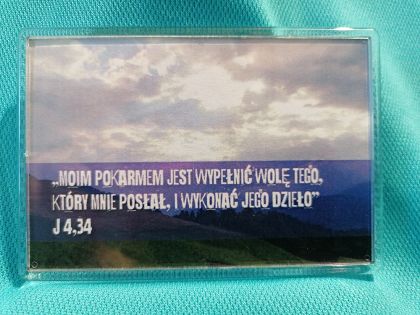 „MOIM POKARMEM JEST WYPEŁNIĆ WOLĘ TEGO,
KTÓRY MNIE POSŁAŁ, I WYKONAĆ JEGO DZIEŁO”
J 4,34